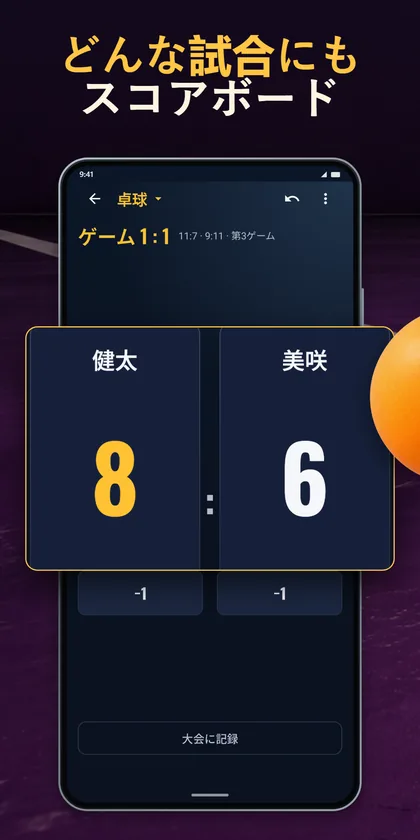 どんな試合にも
スコアボード
9:41
卓球
ゲーム 1:1 11:7 · 9:11 · 第3ゲーム
健太 美咲
8 : 6
-1 -1
大会に記録